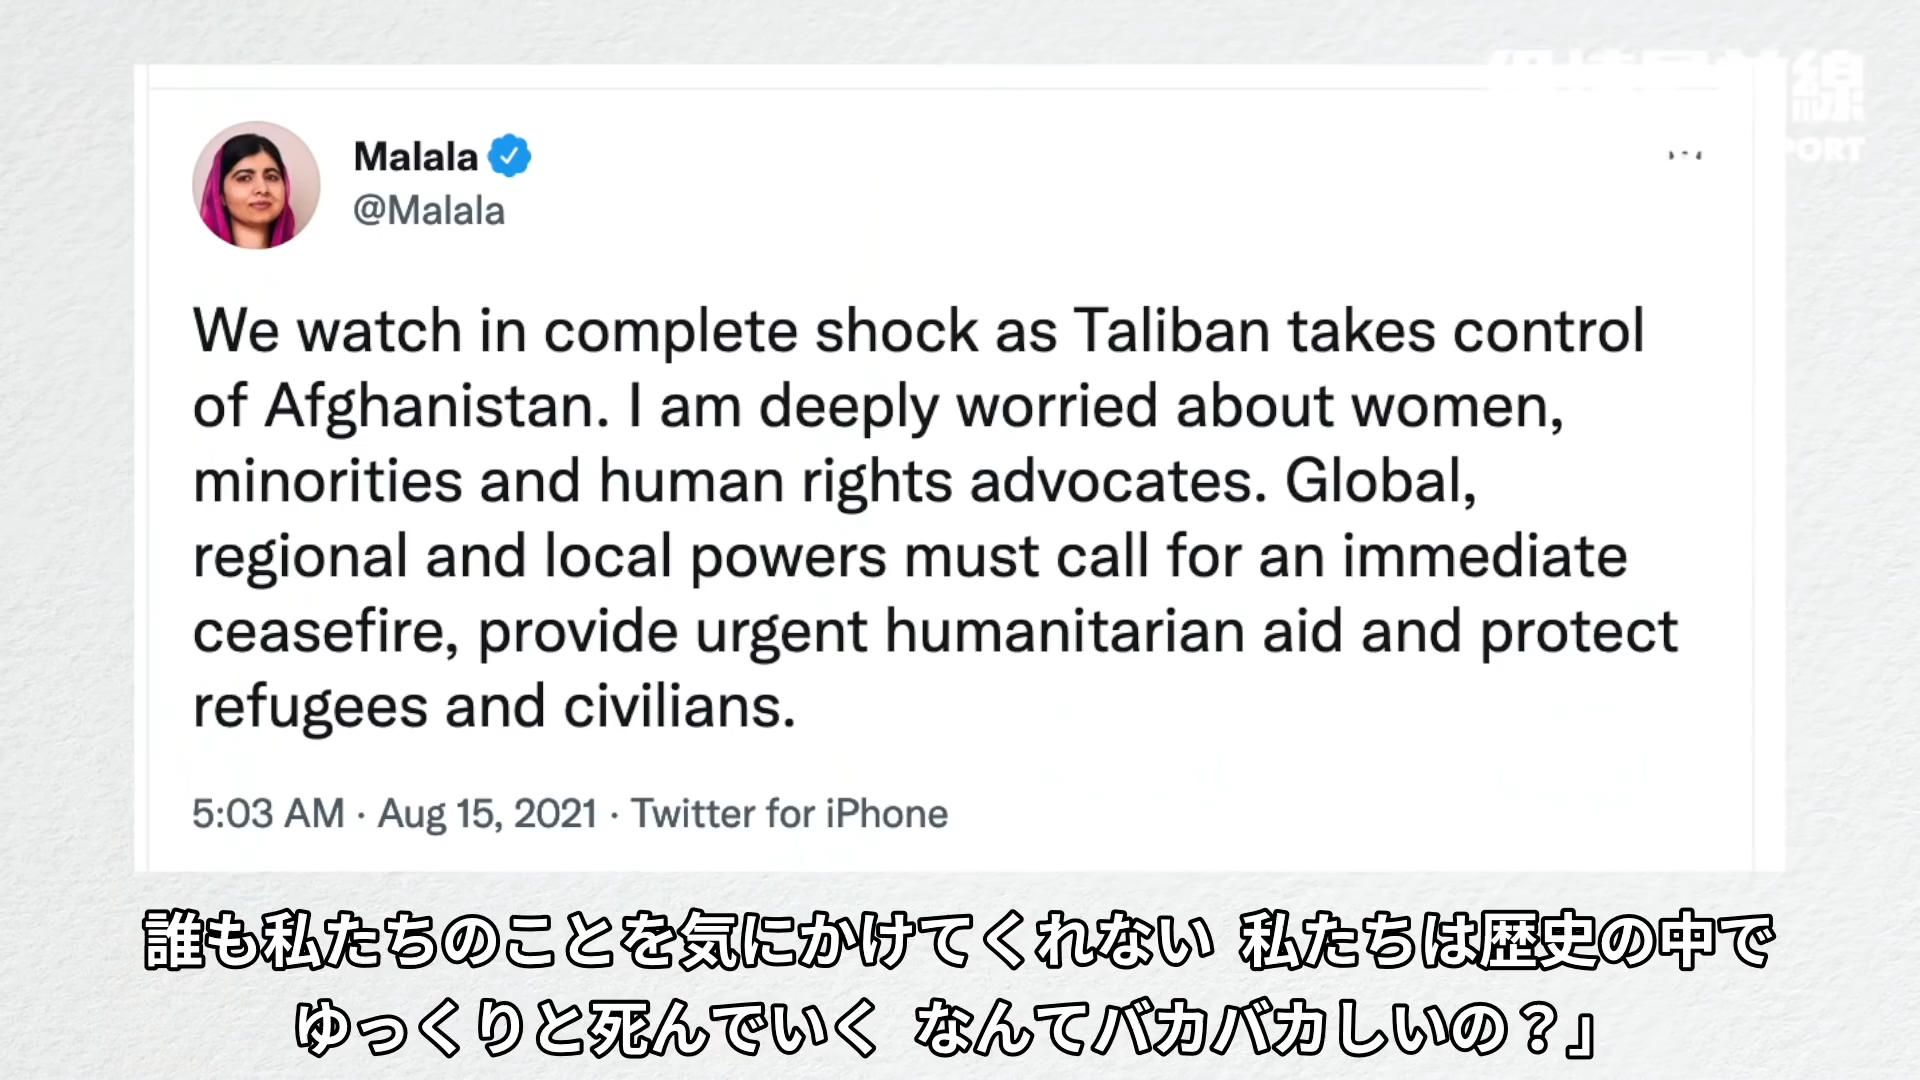 線
PORT
Malala
@Malala
We watch in complete shock as Taliban takes control
of Afghanistan. I am deeply worried about women,
minorities and human rights advocates. Global,
regional and local powers must call for an immediate
ceasefire, provide urgent humanitarian aid and protect
refugees and civilians.
5:03 AM · Aug 15, 2021 · Twitter for iPhone
誰も私たちのことを気にかけてくれない 私たちは歴史の中で
ゆっくりと死んでいく なんてバカバカしいの？」